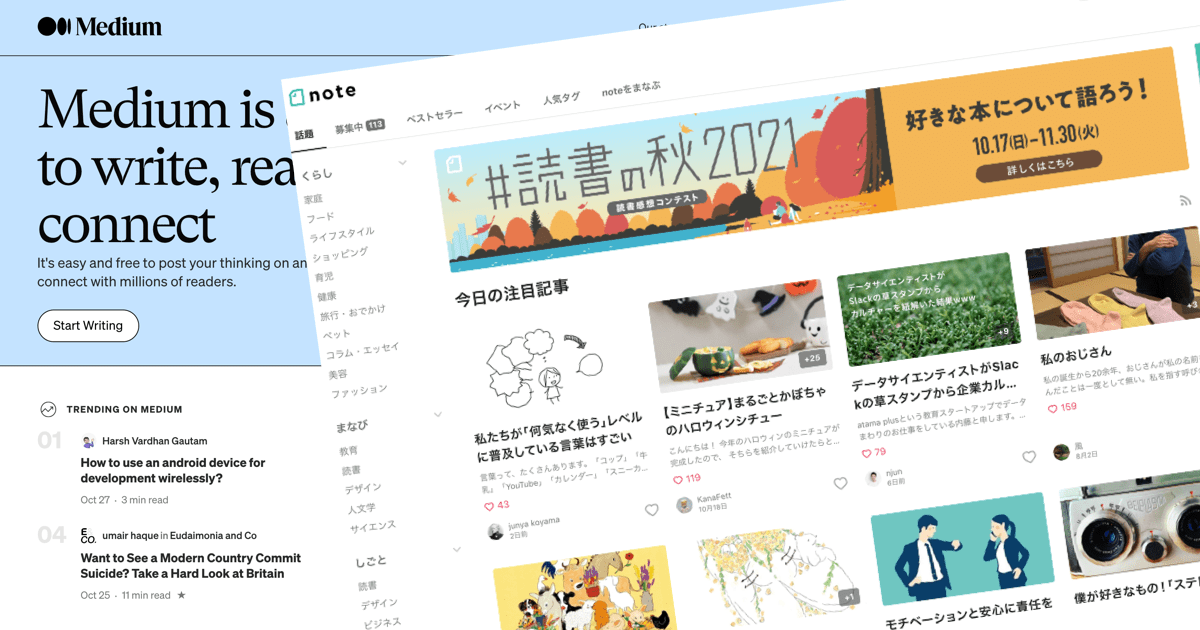 Medium
Medium is
to write, rea
connect
It's easy and free to post your thinking on an
connect with millions of readers.
Start Writing
TRENDING ON MEDIUM
01
Harsh Vardhan Gautam
How to use an android device for
development wirelessly?
Oct 27 · 3 min read
04
E
CO.
umair haque in Eudaimonia and Co
Want to See a Modern Country Commit
Suicide? Take a Hard Look at Britain
Oct 25 · 11 min read
note
話題
募集中 113
ベストセラー
イベント
人気タグ
noteをまなぶ
くらし
家庭
フード
ライフスタイル
ショッピング
育児
健康
旅行・おでかけ
ペット
コラム・エッセイ
美容
ファッション
まなび
教育
読書
デザイン
人文学
サイエンス
しごと
読書
デザイン
ビジネス
#読書の秋2021
読書感想コンテスト
好きな本について語ろう！
10.17(日)-11.30(火)
詳しくはこちら
今日の注目記事
私たちが「何気なく使う」レベル
に普及している言葉はすごい
言葉って、たくさんあります。「コップ」「牛
乳」「YouTube」「カレンダー」「スニーカ...
43
junya koyama
2日前
+25
【ミニチュア】まるごとかぼちゃ
のハロウィンシチュー
こんにちは！ 今年のハロウィンのミニチュアが
完成したので、そちらを紹介していけたらと...
119
KanaFett
10月18日
データサイエンティストが
Slackの草スタンプから
カルチャーを紐解いた結果www
+9
データサイエンティストがSlac
kの草スタンプから企業カル...
atama plusという教育スタートアップでデータ
まわりのお仕事をしている内藤と申します。...
79
njun
6日前
+3
私のおじさん
私の誕生から20余年、おじさんが私の名前
んだことは一度として無い。私を指す呼び
159
風
8月2日
+1
モチベーションと安心に責任を
僕が好きなもの！「ステ